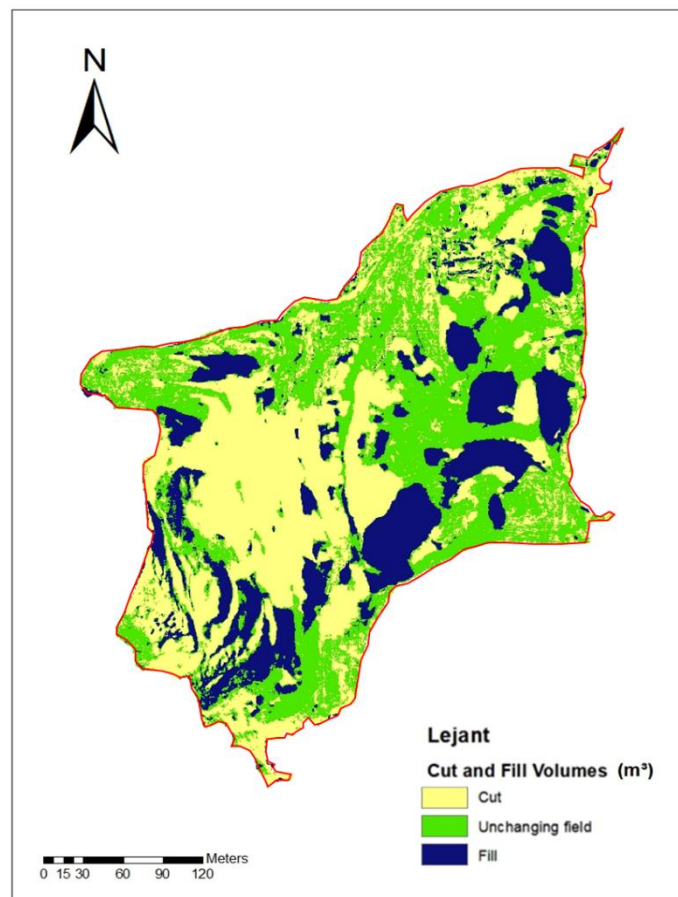 N
Lejant
Cut and Fill Volumes (m³)
Cut
Unchanging field
Fill
Meters
0 15 30 60 90 120